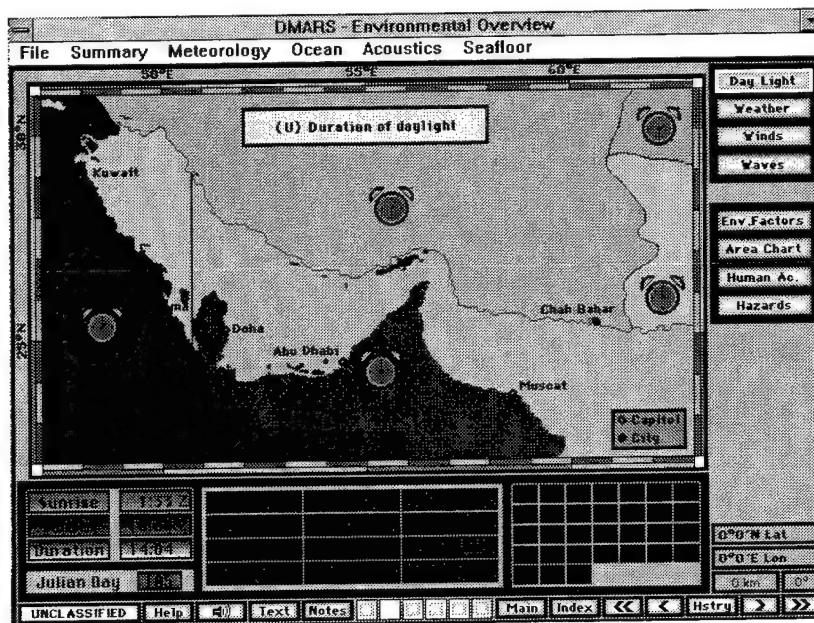 DMARS - Environmental Overview
File Summary Meteorology Ocean Acoustics Seafloor
50°E 55°E 60°E
Day Light
Weather
Winds
Waves
30°N
(U) Duration of daylight
Kuwait
Env.Factors
Area Chart
Human Ac.
Hazards
25°N
Doha
Chah Bahar
Abu Dhabi
Muscat
Capitol
City
Sunrise
Duration 14:04
Julian Day
0°0'N Lat
0°0'E Lon
0 km 0°
UNCLASSIFIED Help Text Notes Main Index << < Hstry > >>